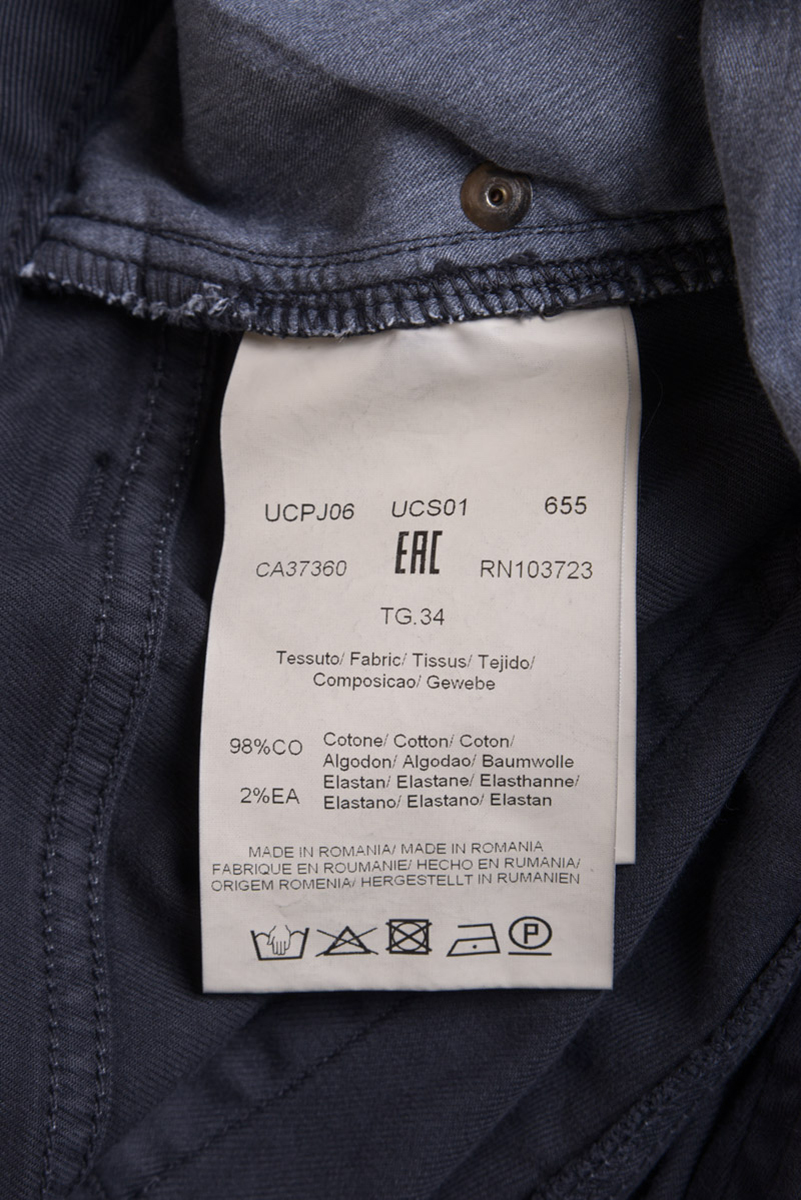 UCPJ06 UCS01 655
EAC
CA37360 RN103723
TG.34
Tessuto/ Fabric/ Tissus/ Tejido/
Composicao/ Gewebe
98%CO Cotone/ Cotton/ Coton/
Algodon/ Algodao/ Baumwolle
2%EA Elastan/ Elastane/ Elasthanne/
Elastano/ Elastano/ Elastan
MADE IN ROMANIA/ MADE IN ROMANIA
FABRIQUE EN ROUMANIE/ HECHO EN RUMANIA/
ORIGEM ROMENIA/ HERGESTELLT IN RUMANIEN
P